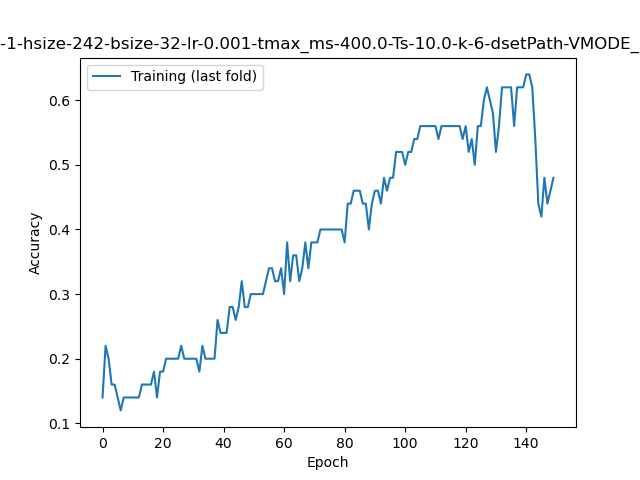 -1-hsize-242-bsize-32-lr-0.001-tmax_ms-400.0-Ts-10.0-k-6-dsetPath-VMODE_
Training (last fold)
0.6
0.5
0.4
0.3
0.2
0.1
Accuracy
0 20 40 60 80 100 120 140
Epoch